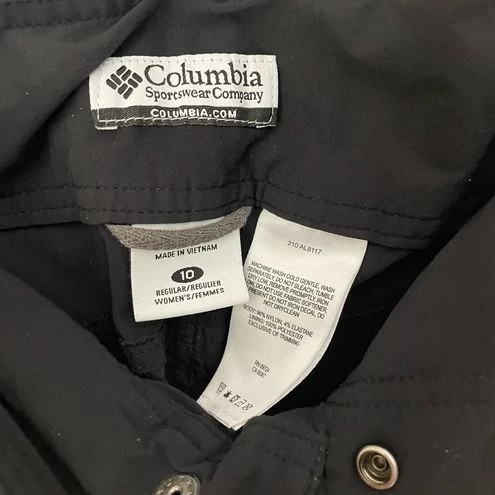 Columbia
Sportswear Company
COLUMBIA.COM
MADE IN VIETNAM
10
REGULAR/REGULIER
WOMEN'S/FEMMES
210 AL8117
MACHINE WASH COLD GENTLE, WASH
SEPARATELY, DO NOT BLEACH, TUMBLE
DRY LOW, REMOVE PROMPTLY, IRON
LOW, DO NOT USE FABRIC SOFTENER,
PRESENT DO NOT IRON DECAL, DO
NOT DRYCLEAN
BODY: 96% NYLON, 4% ELASTANE
LINING: 100% POLYESTER
EXCLUSIVE OF TRIMMING